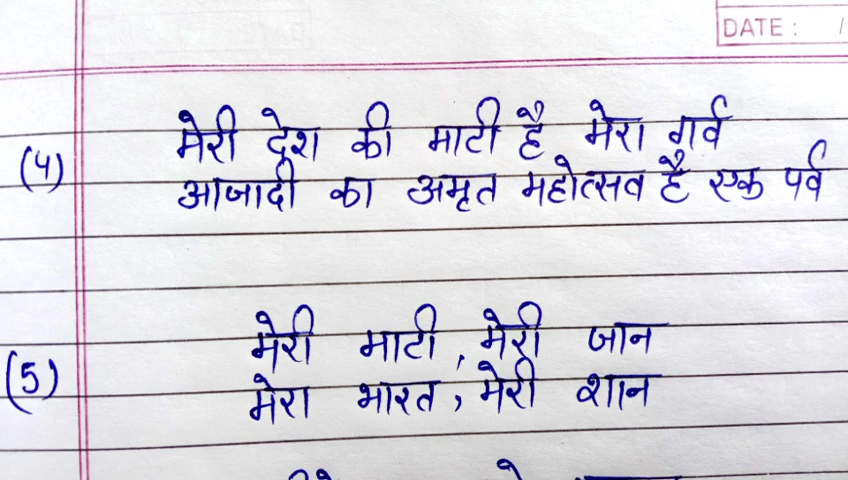 DATE : /
(4) मेरी देश की माटी है मेरा गर्व
आजादी का अमृत महोत्सव है एक पर्व
(5) मेरी माटी, मेरी जान
मेरा भारत, मेरी शान